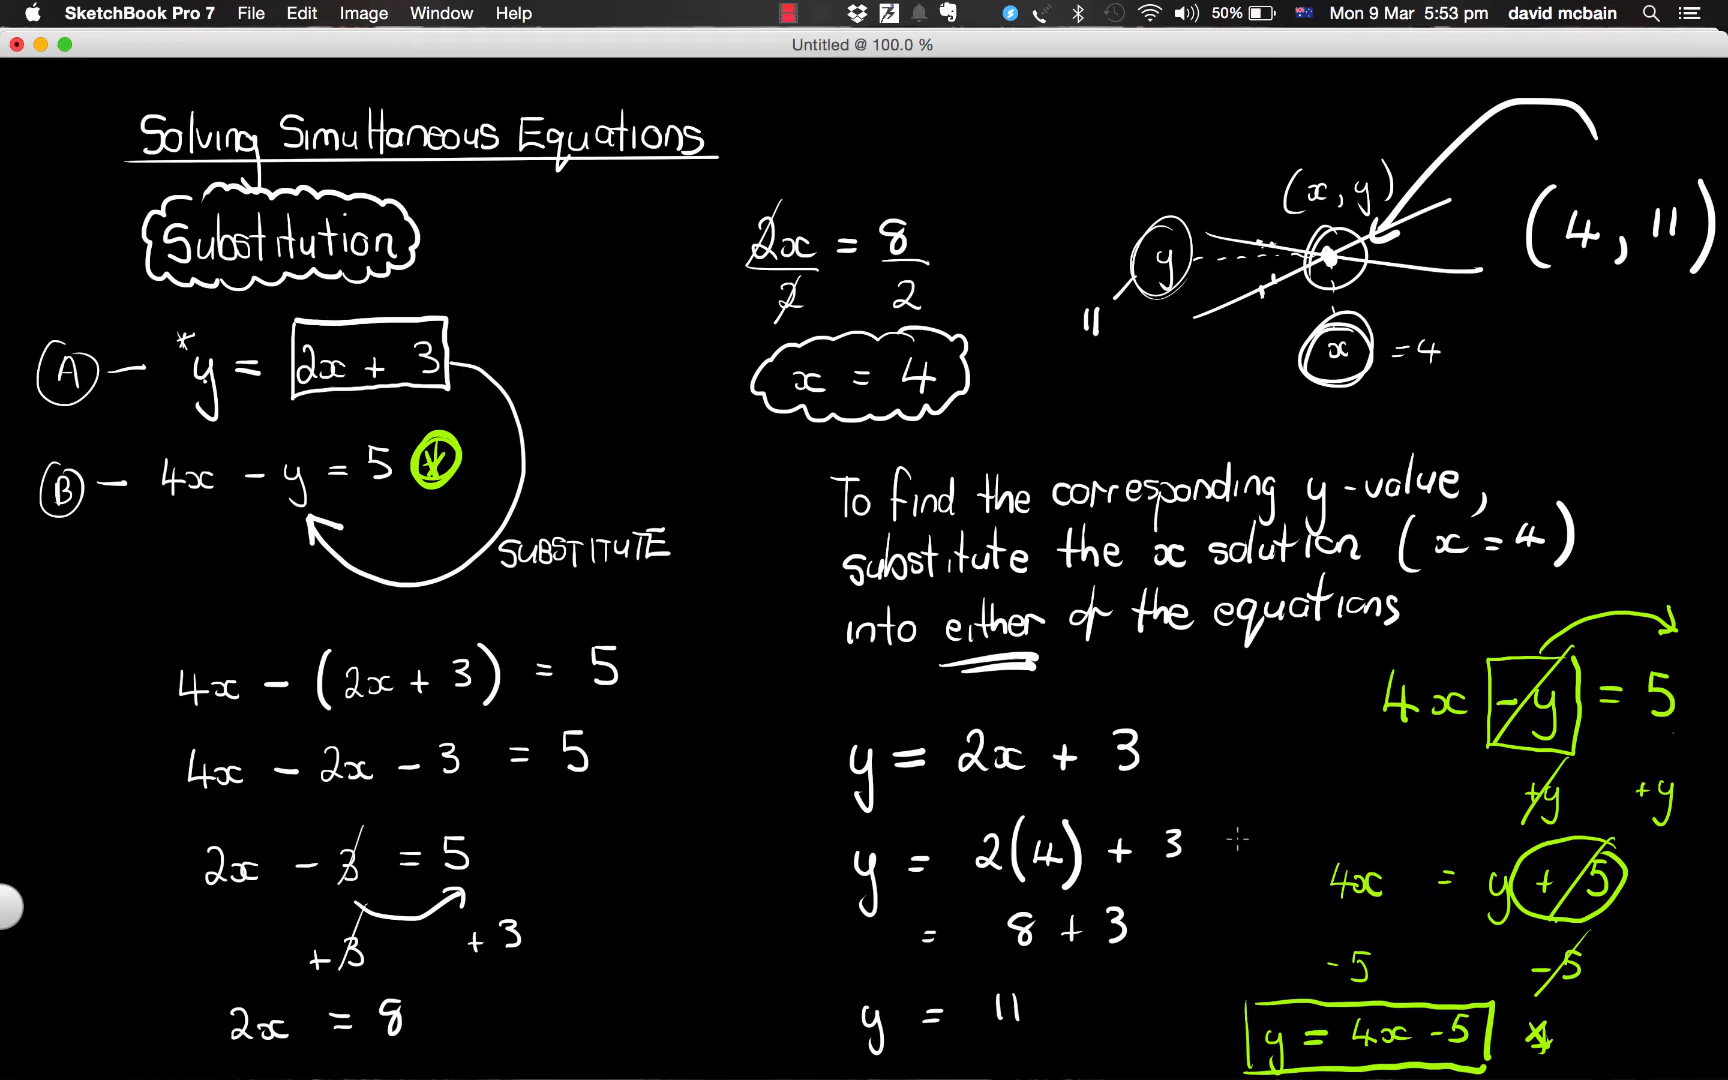 SketchBook Pro 7 File Edit Image Window Help 50% Mon 9 Mar 5:53 pm david mcbain
Untitled @ 100.0 %
Solving Simultaneous Equations
Substitution
A - * y = 2x + 3
B - 4x - y = 5 *
SUBSTITUTE
4x - (2x + 3) = 5
4x - 2x - 3 = 5
2x - 3 = 5
+3 +3
2x = 8
2x = 8
2 2
x = 4
(x, y)
(4, 11)
y
11
x = 4
To find the corresponding y-value,
substitute the x solution (x = 4)
into either of the equations
y = 2x + 3
y = 2(4) + 3
= 8 + 3
y = 11
4x - y = 5
+y +y
4x = y + 5
-5 -5
y = 4x - 5 *